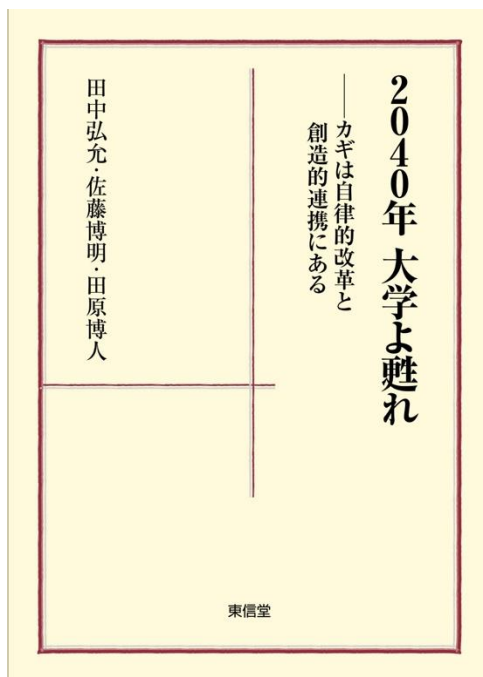 2040年 大学よ甦れ
――カギは自律的改革と
創造的連携にある
田中弘允・佐藤博明・田原博人
東信堂